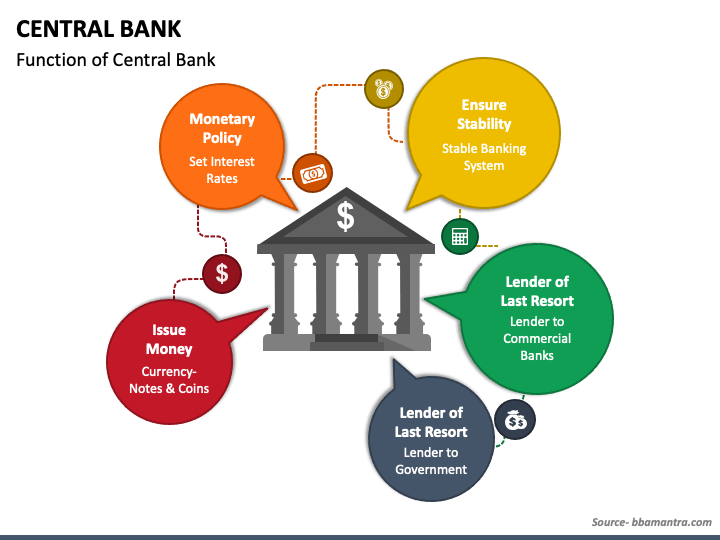 CENTRAL BANK
Function of Central Bank
Monetary
Policy
Set Interest
Rates
Ensure
Stability
Stable Banking
System
$
$
Issue
Money
Currency-
Notes & Coins
Lender of
Last Resort
Lender to
Commercial
Banks
Lender of
Last Resort
Lender to
Government
Source- bbamantra.com